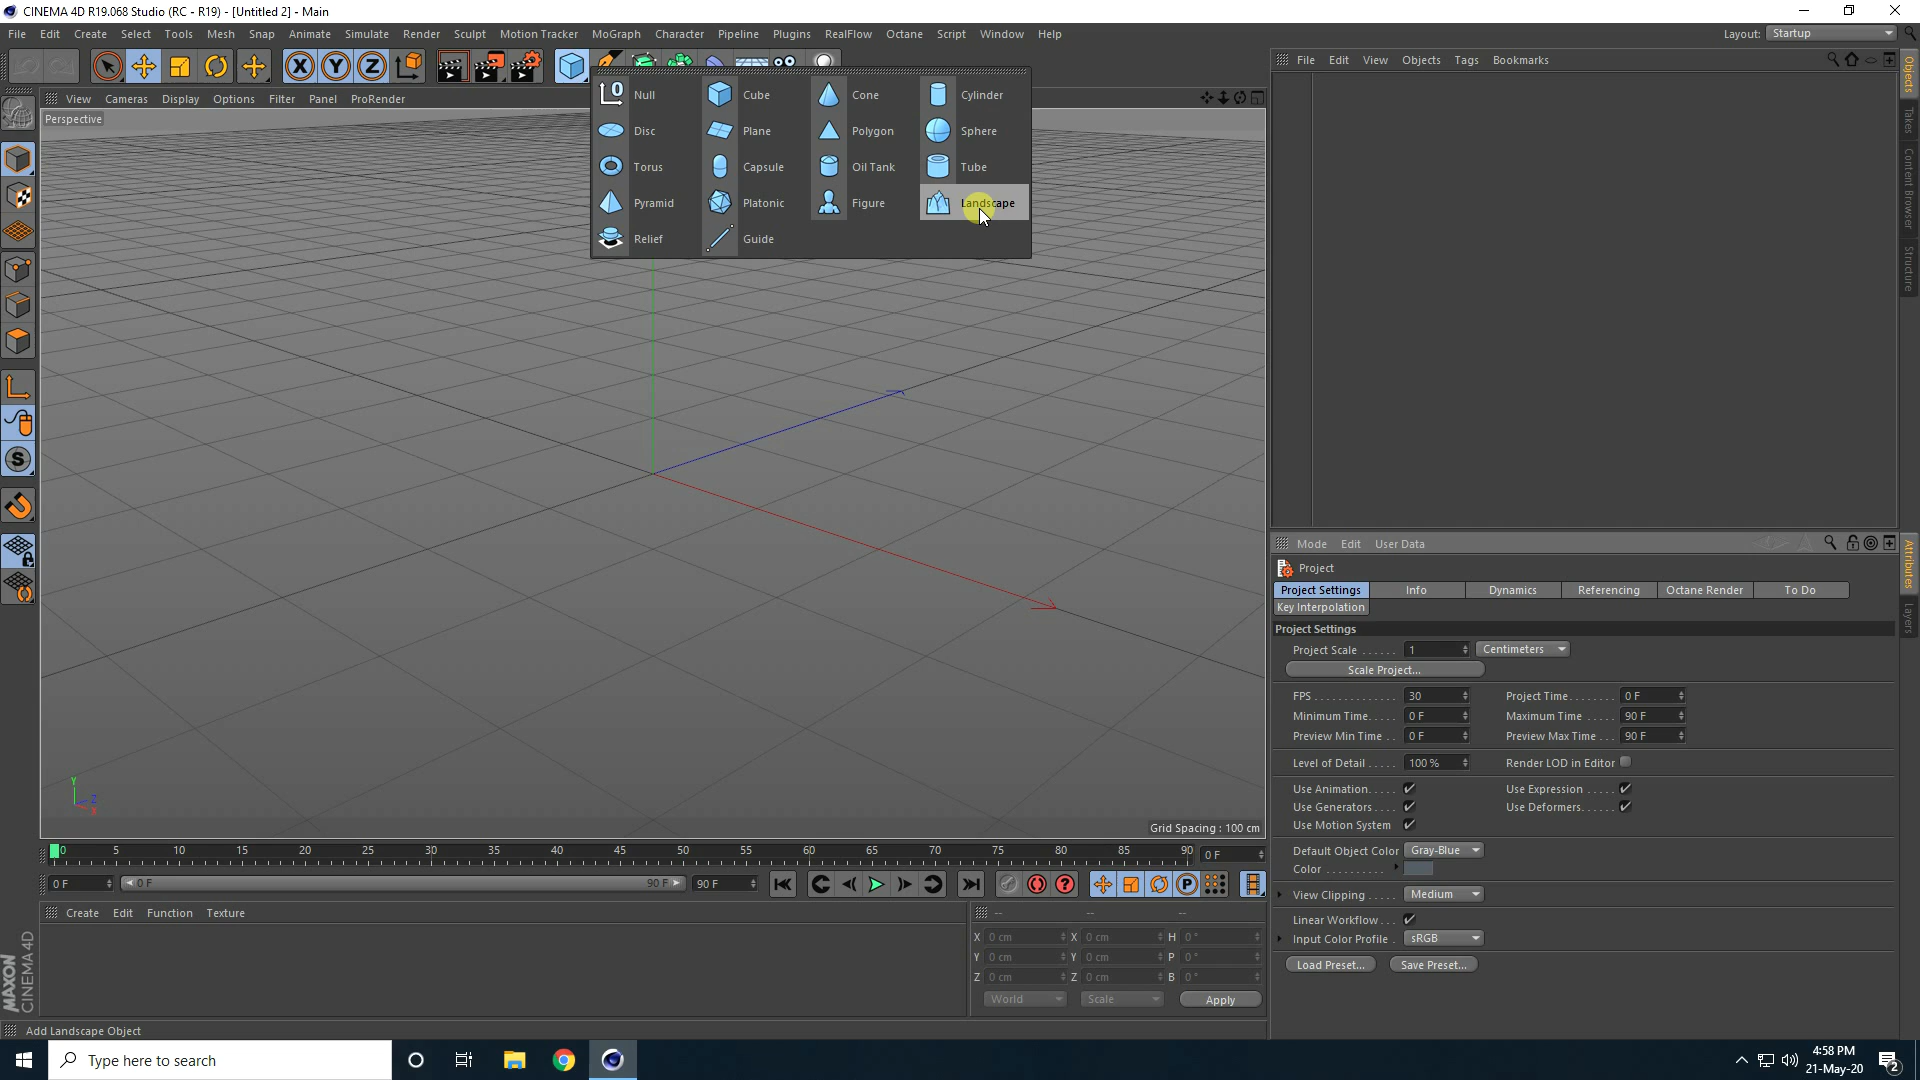 CINEMA 4D R19.068 Studio (RC - R19) - [Untitled 2] - Main
File Edit Create Select Tools Mesh Snap Animate Simulate Render Sculpt Motion Tracker MoGraph Character Pipeline Plugins RealFlow Octane Script Window Help
Layout: Startup
File Edit View Objects Tags Bookmarks
View Cameras Display Options Filter Panel ProRender
Perspective
Null Cube Cone Cylinder
Disc Plane Polygon Sphere
Torus Capsule Oil Tank Tube
Pyramid Platonic Figure Landscape
Relief Guide
Objects
Takes
Content Browser
Structure
X Y Z
S
Y
Z
X
Grid Spacing : 100 cm
0 5 10 15 20 25 30 35 40 45 50 55 60 65 70 75 80 85 90 0 F
0 F 0 F 90 F 90 F
P
Create Edit Function Texture
-- -- --
X 0 cm X 0 cm H 0 °
Y 0 cm Y 0 cm P 0 °
Z 0 cm Z 0 cm B 0 °
World Scale Apply
MAXON
CINEMA 4D
Add Landscape Object
Mode Edit User Data
Attributes
Layers
Project
Project Settings Info Dynamics Referencing Octane Render To Do
Key Interpolation
Project Settings
Project Scale ...... 1 Centimeters
Scale Project...
FPS 30 Project Time 0 F
Minimum Time 0 F Maximum Time 90 F
Preview Min Time 0 F Preview Max Time 90 F
Level of Detail 100 % Render LOD in Editor
Use Animation Use Expression
Use Generators Use Deformers
Use Motion System
Default Object Color Gray-Blue
Color
View Clipping Medium
Linear Workflow
Input Color Profile sRGB
Load Preset... Save Preset...
Type here to search
4:58 PM
21-May-20
2